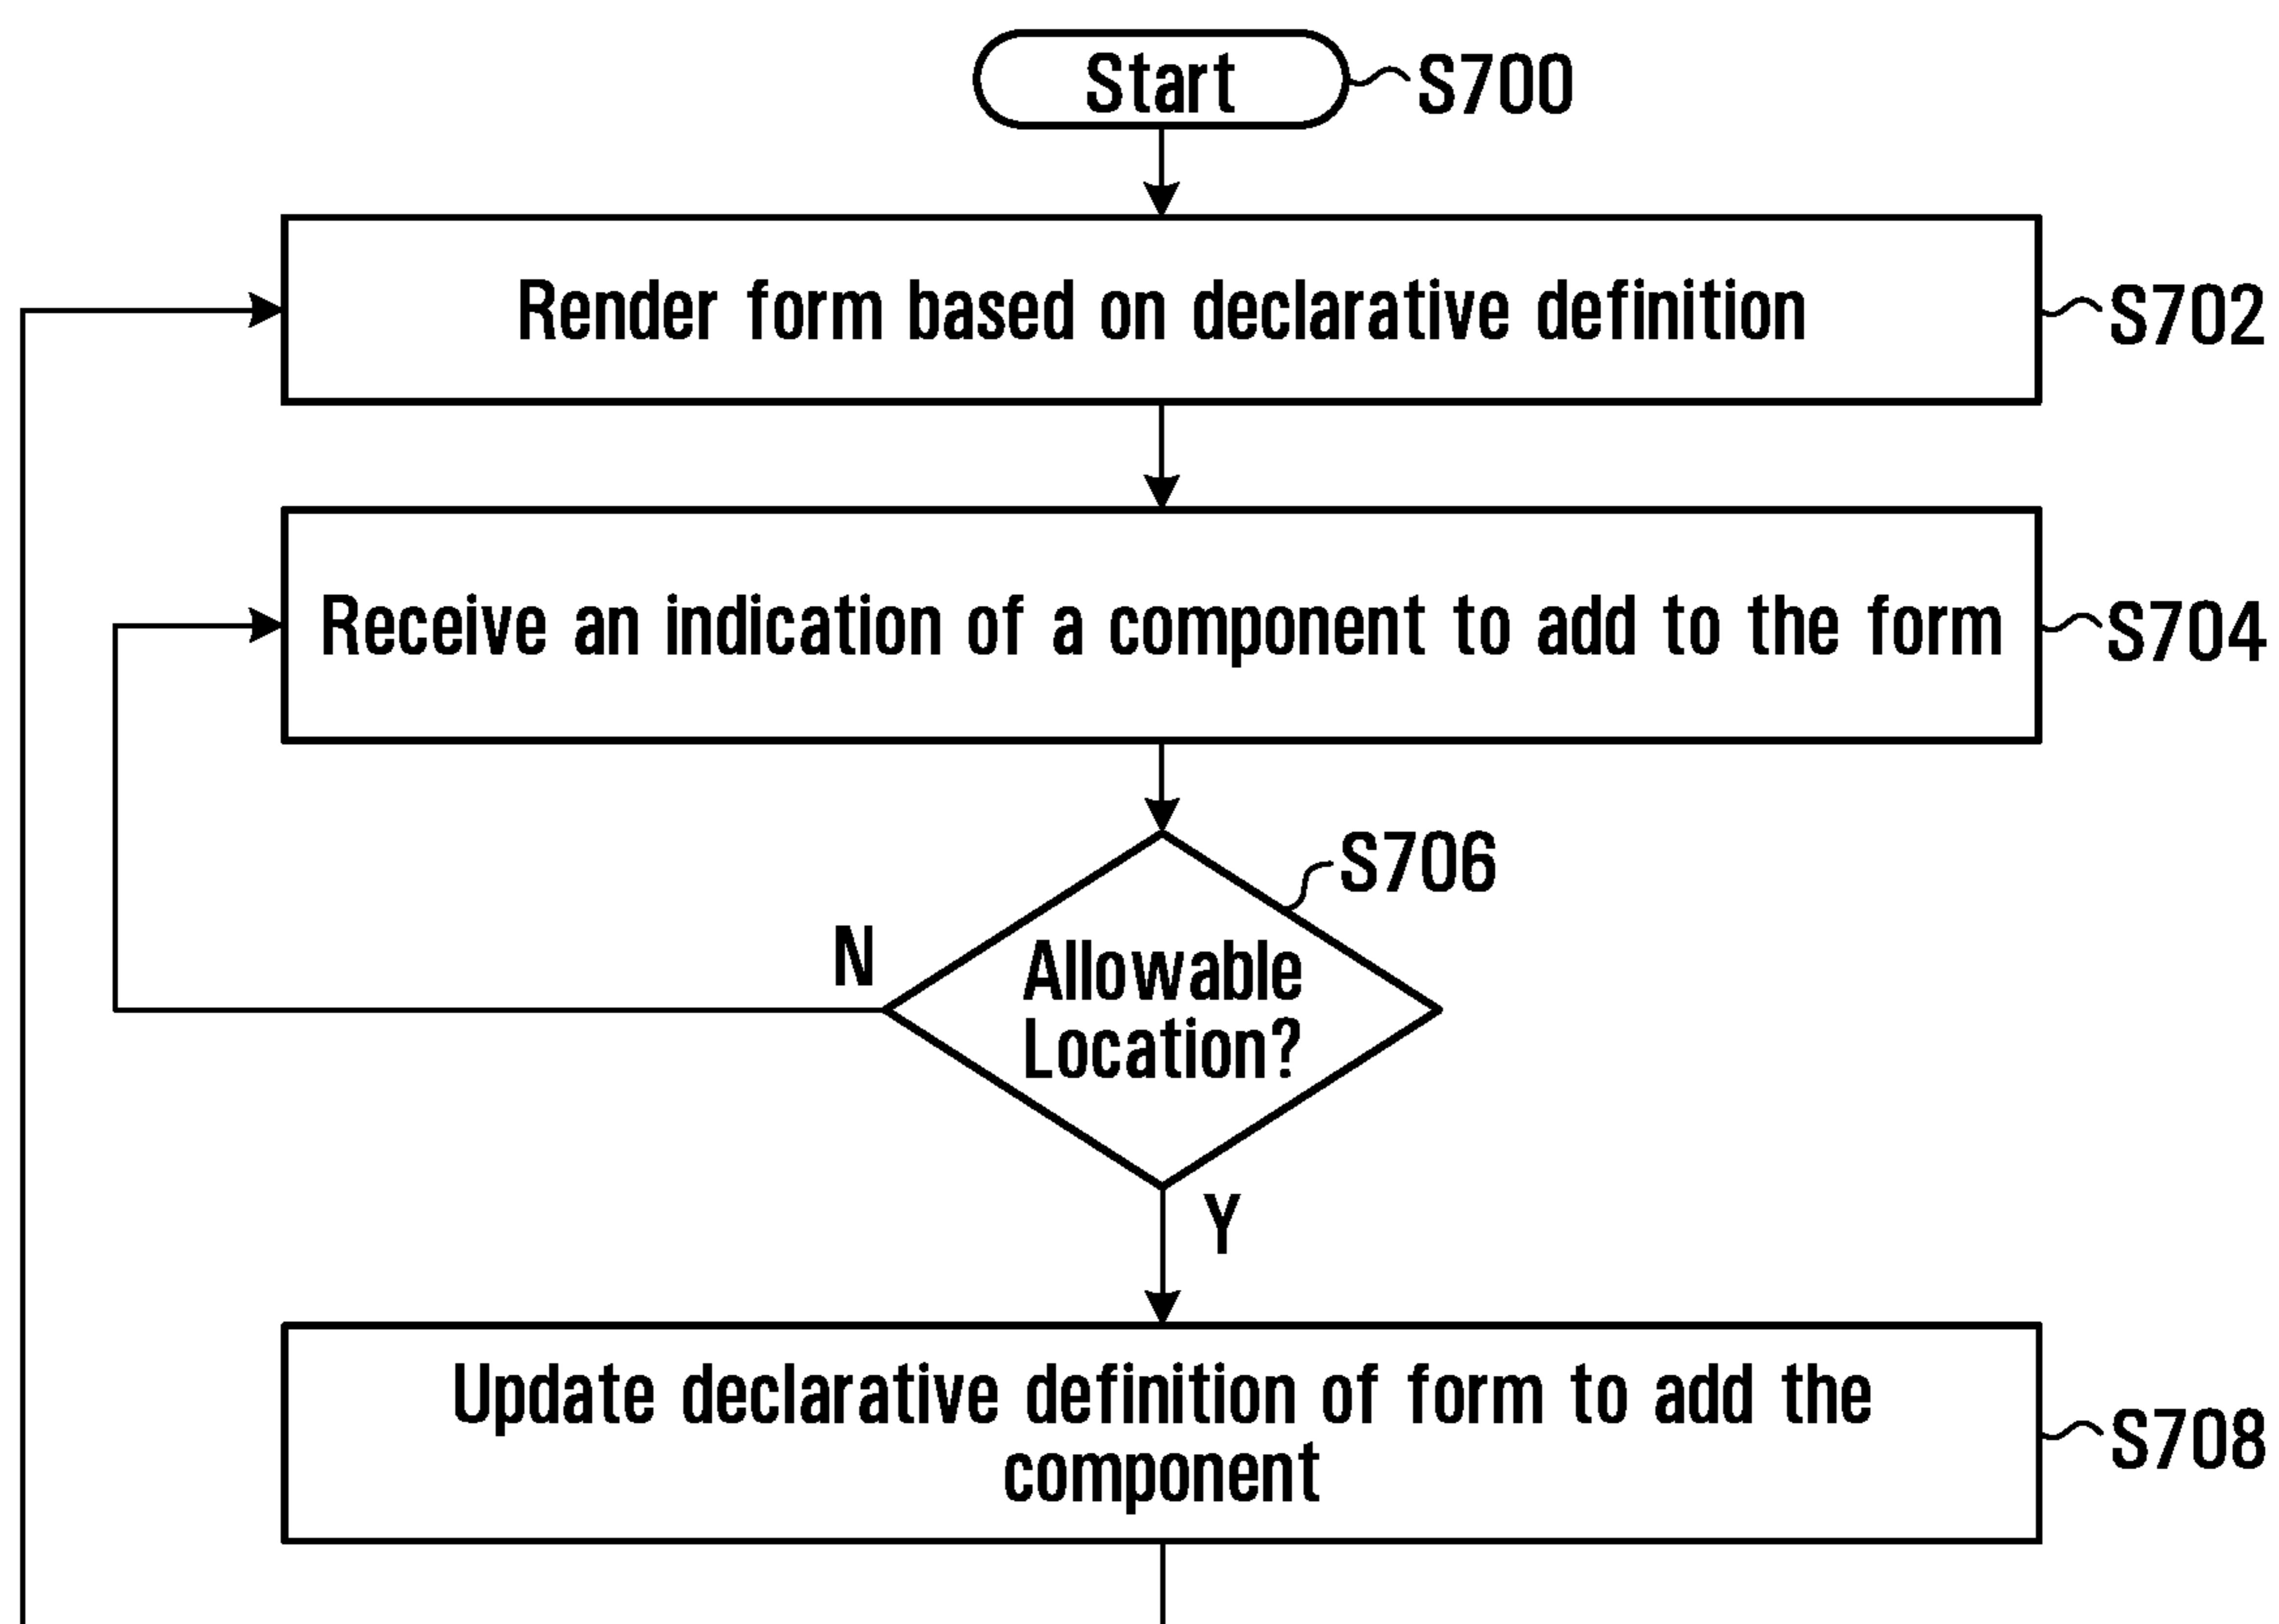 Start
S700
Render form based on declarative definition
S702
Receive an indication of a component to add to the form
S704
S706
N
Allowable
Location?
Y
Update declarative definition of form to add the
component
S708